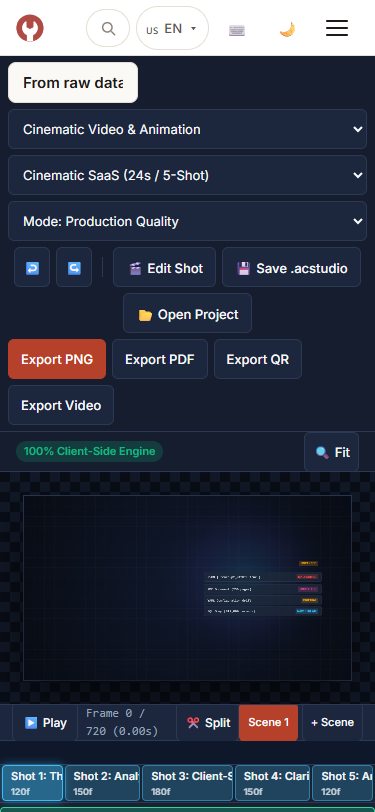 US EN
From raw data
Cinematic Video & Animation
Cinematic SaaS (24s / 5-Shot)
Mode: Production Quality
Edit Shot
Save .acstudio
Open Project
Export PNG
Export PDF
Export QR
Export Video
100% Client-Side Engine
Fit
Play
Frame 0 /
720 (0.00s)
Split
Scene 1
+ Scene
Shot 1: Th
120f
Shot 2: Anal
150f
Shot 3: Client-S
180f
Shot 4: Clari
150f
Shot 5: A
120f